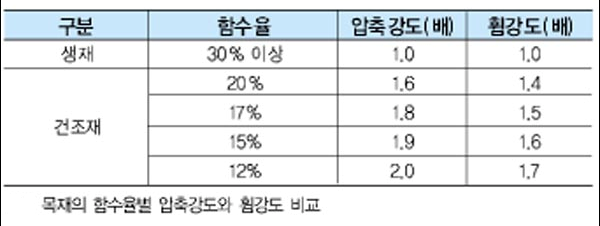 구분 함수율 압축강도(배) 휨강도(배)
생재 30% 이상 1.0 1.0
건조재 20% 1.6 1.4
17% 1.8 1.5
15% 1.9 1.6
12% 2.0 1.7
목재의 함수율별 압축강도와 휨강도 비교